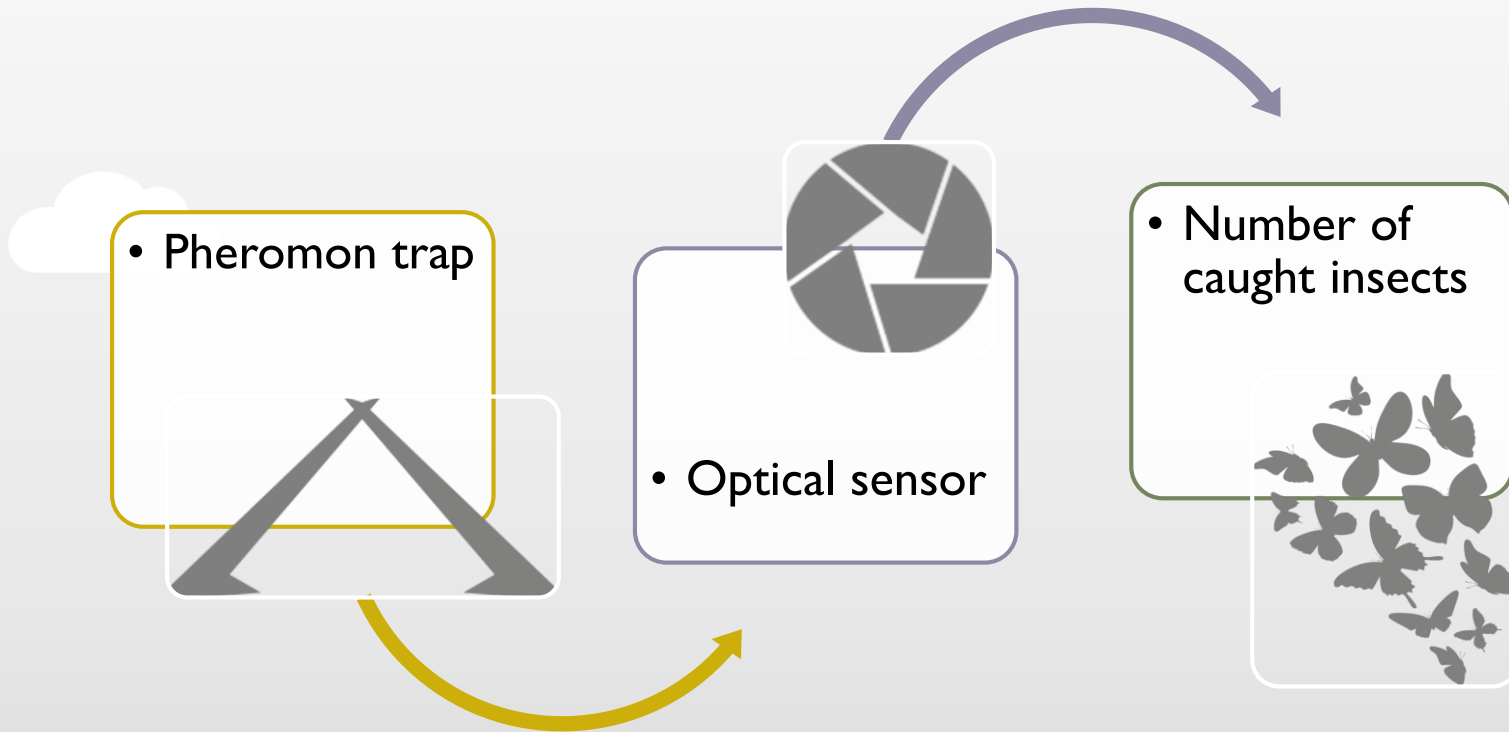 • Pheromon trap
• Optical sensor
• Number of
caught insects